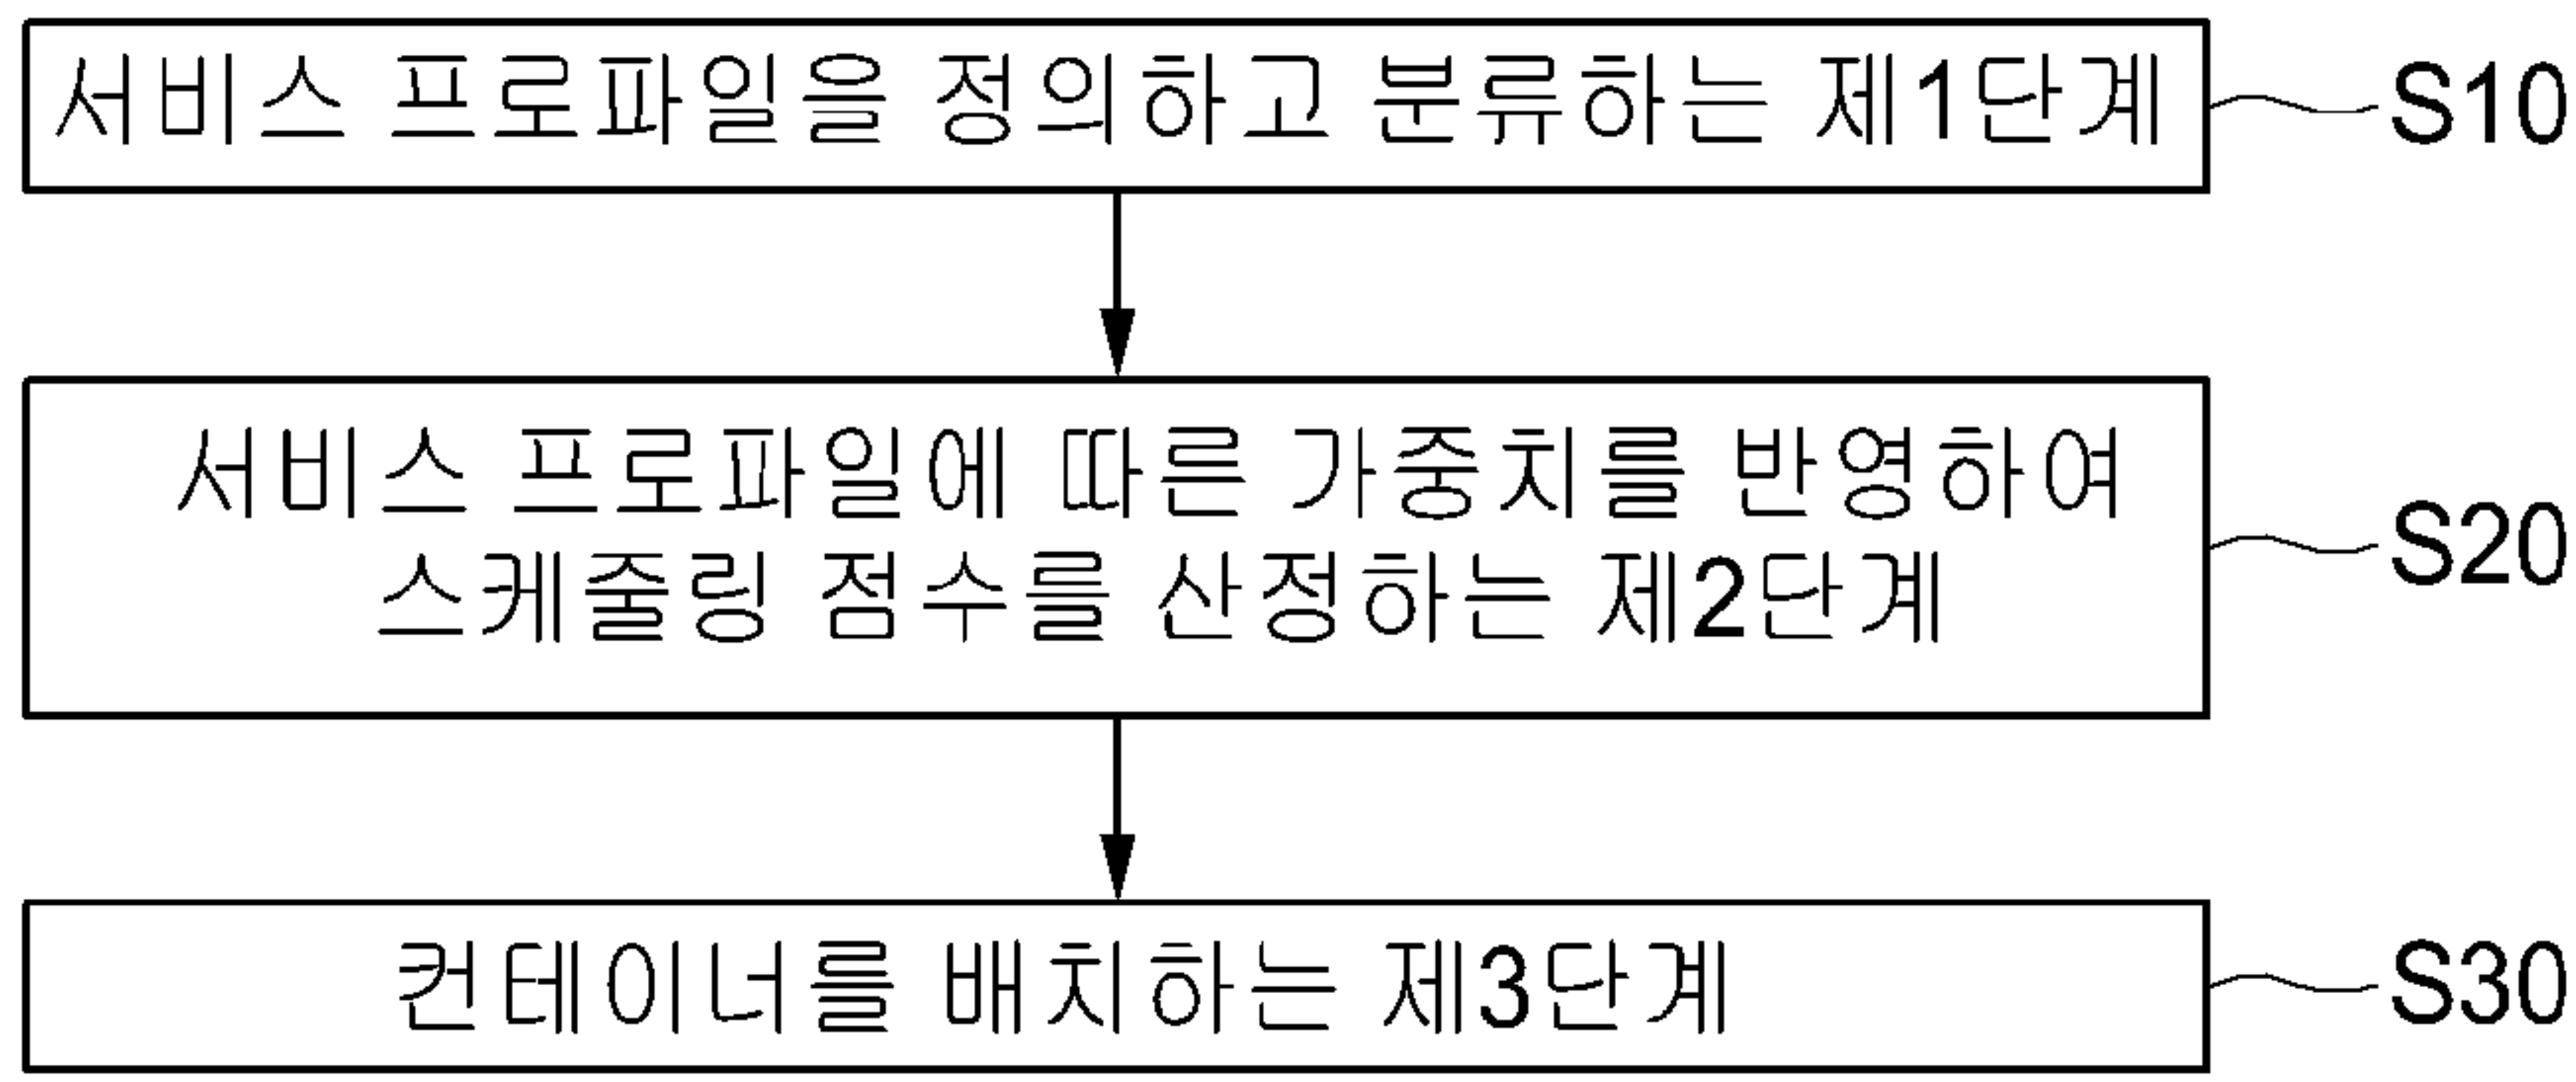 서비스 프로파일을 정의하고 분류하는 제1단계 S10
서비스 프로파일에 따른 가중치를 반영하여
스케줄링 점수를 산정하는 제2단계 S20
컨테이너를 배치하는 제3단계 S30